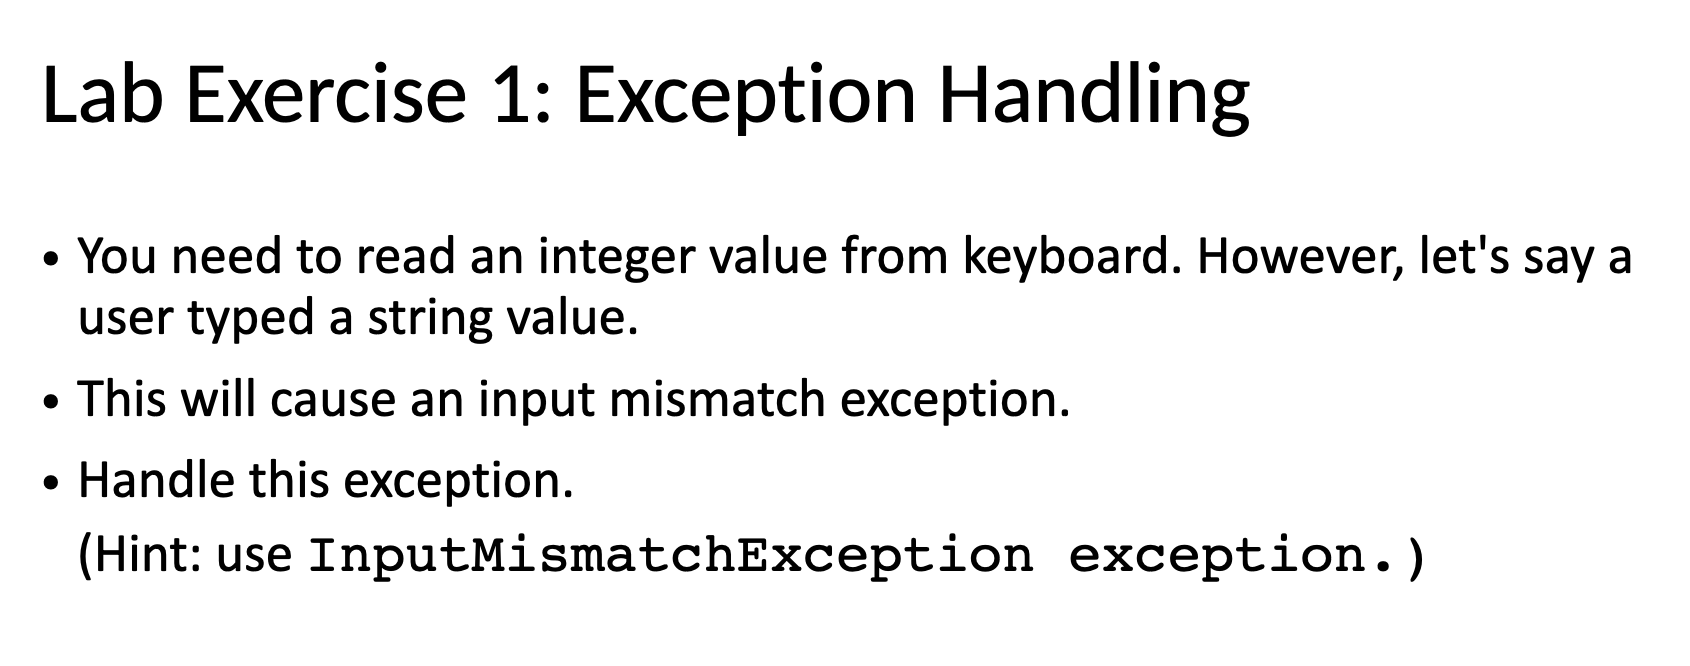 Lab Exercise 1: Exception Handling
• You need to read an integer value from keyboard. However, let's say a
user typed a string value.
• This will cause an input mismatch exception.
• Handle this exception.
(Hint: use InputMismatchException exception.)